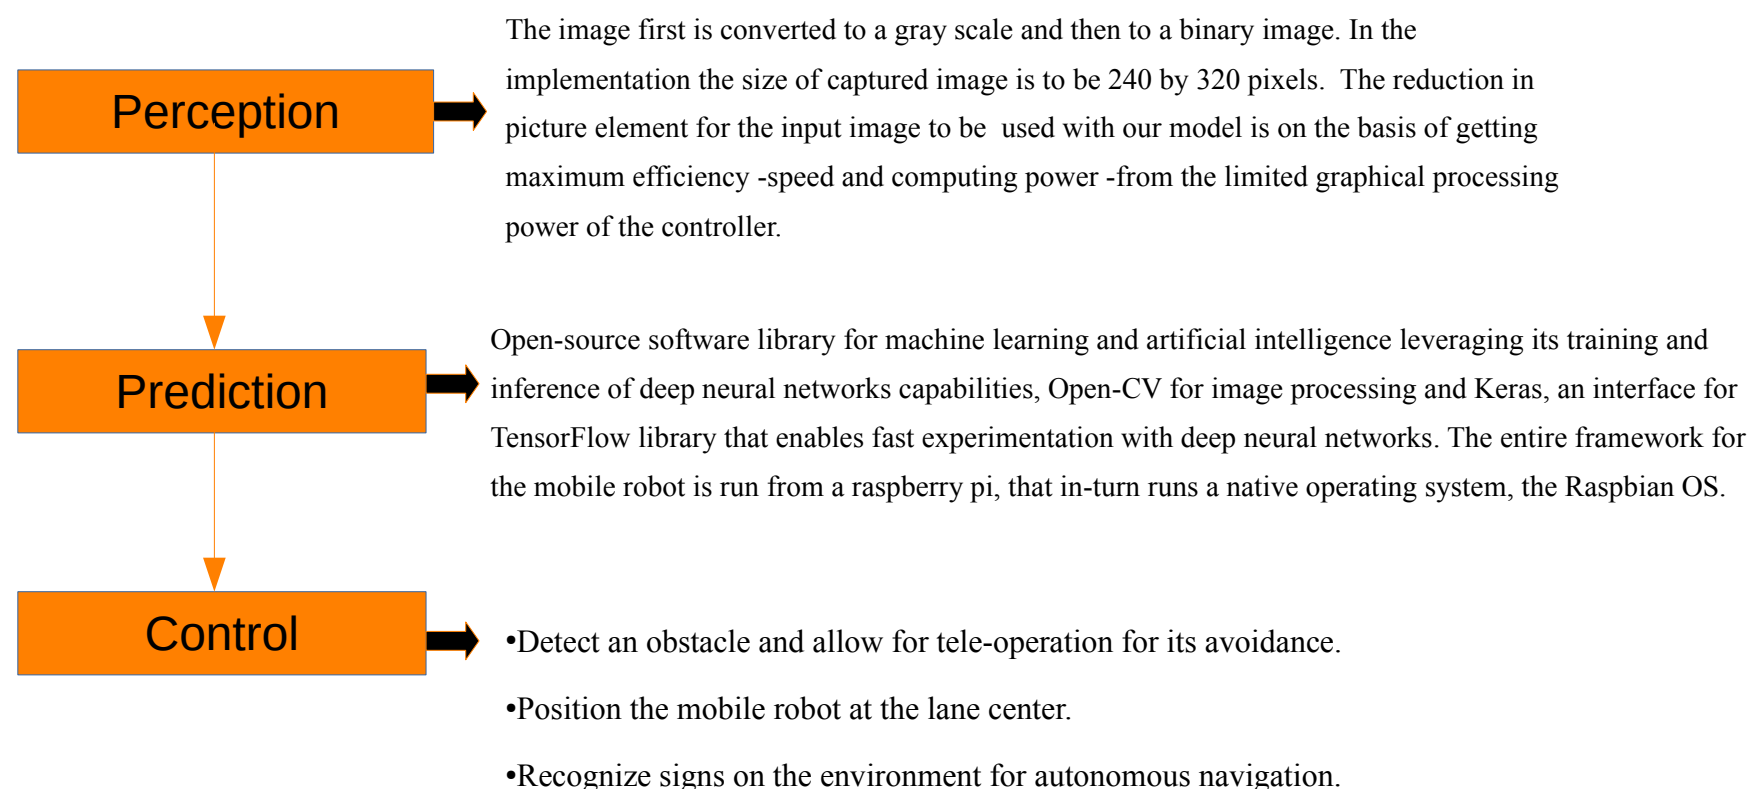 Perception
The image first is converted to a gray scale and then to a binary image. In the
implementation the size of captured image is to be 240 by 320 pixels.  The reduction in
picture element for the input image to be  used with our model is on the basis of getting
maximum efficiency -speed and computing power -from the limited graphical processing
power of the controller.
Prediction
Open-source software library for machine learning and artificial intelligence leveraging its training and
inference of deep neural networks capabilities, Open-CV for image processing and Keras, an interface for
TensorFlow library that enables fast experimentation with deep neural networks. The entire framework for
the mobile robot is run from a raspberry pi, that in-turn runs a native operating system, the Raspbian OS.
Control
•Detect an obstacle and allow for tele-operation for its avoidance.
•Position the mobile robot at the lane center.
•Recognize signs on the environment for autonomous navigation.